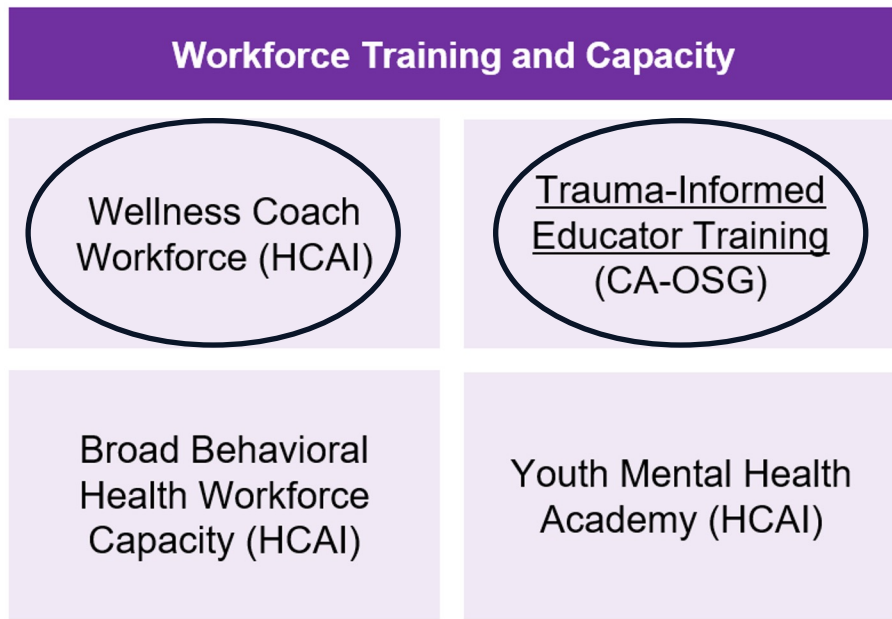 Workforce Training and Capacity
Wellness Coach
Workforce (HCAI)
Trauma-Informed
Educator Training
(CA-OSG)
Broad Behavioral
Health Workforce
Capacity (HCAI)
Youth Mental Health
Academy (HCAI)